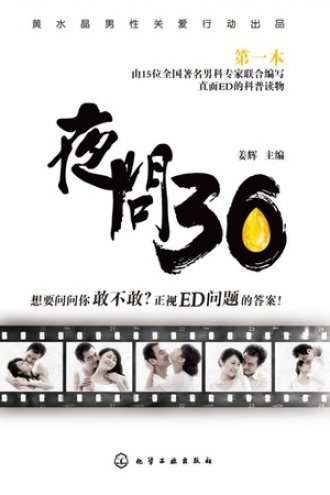 黄水晶男性关爱行动出品
第一本
由15位全国著名男科专家联合编写
直面ED的科普读物
姜辉 主编
夜问36
想要问问你敢不敢?正视ED问题的答案!
化学工业出版社